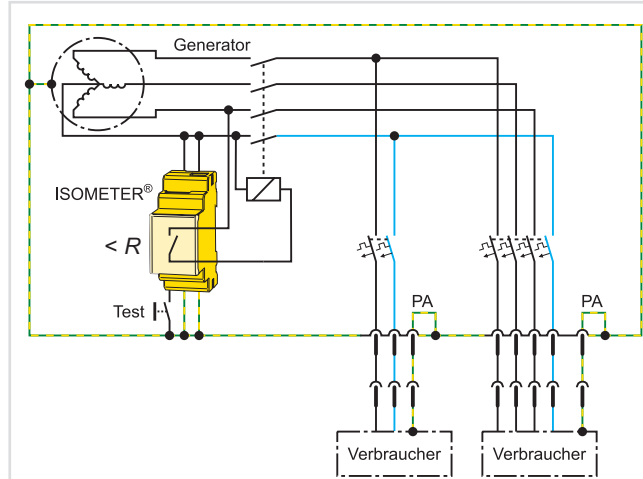 Generator
ISOMETER®
< R
Test
PA
PA
Verbraucher
Verbraucher